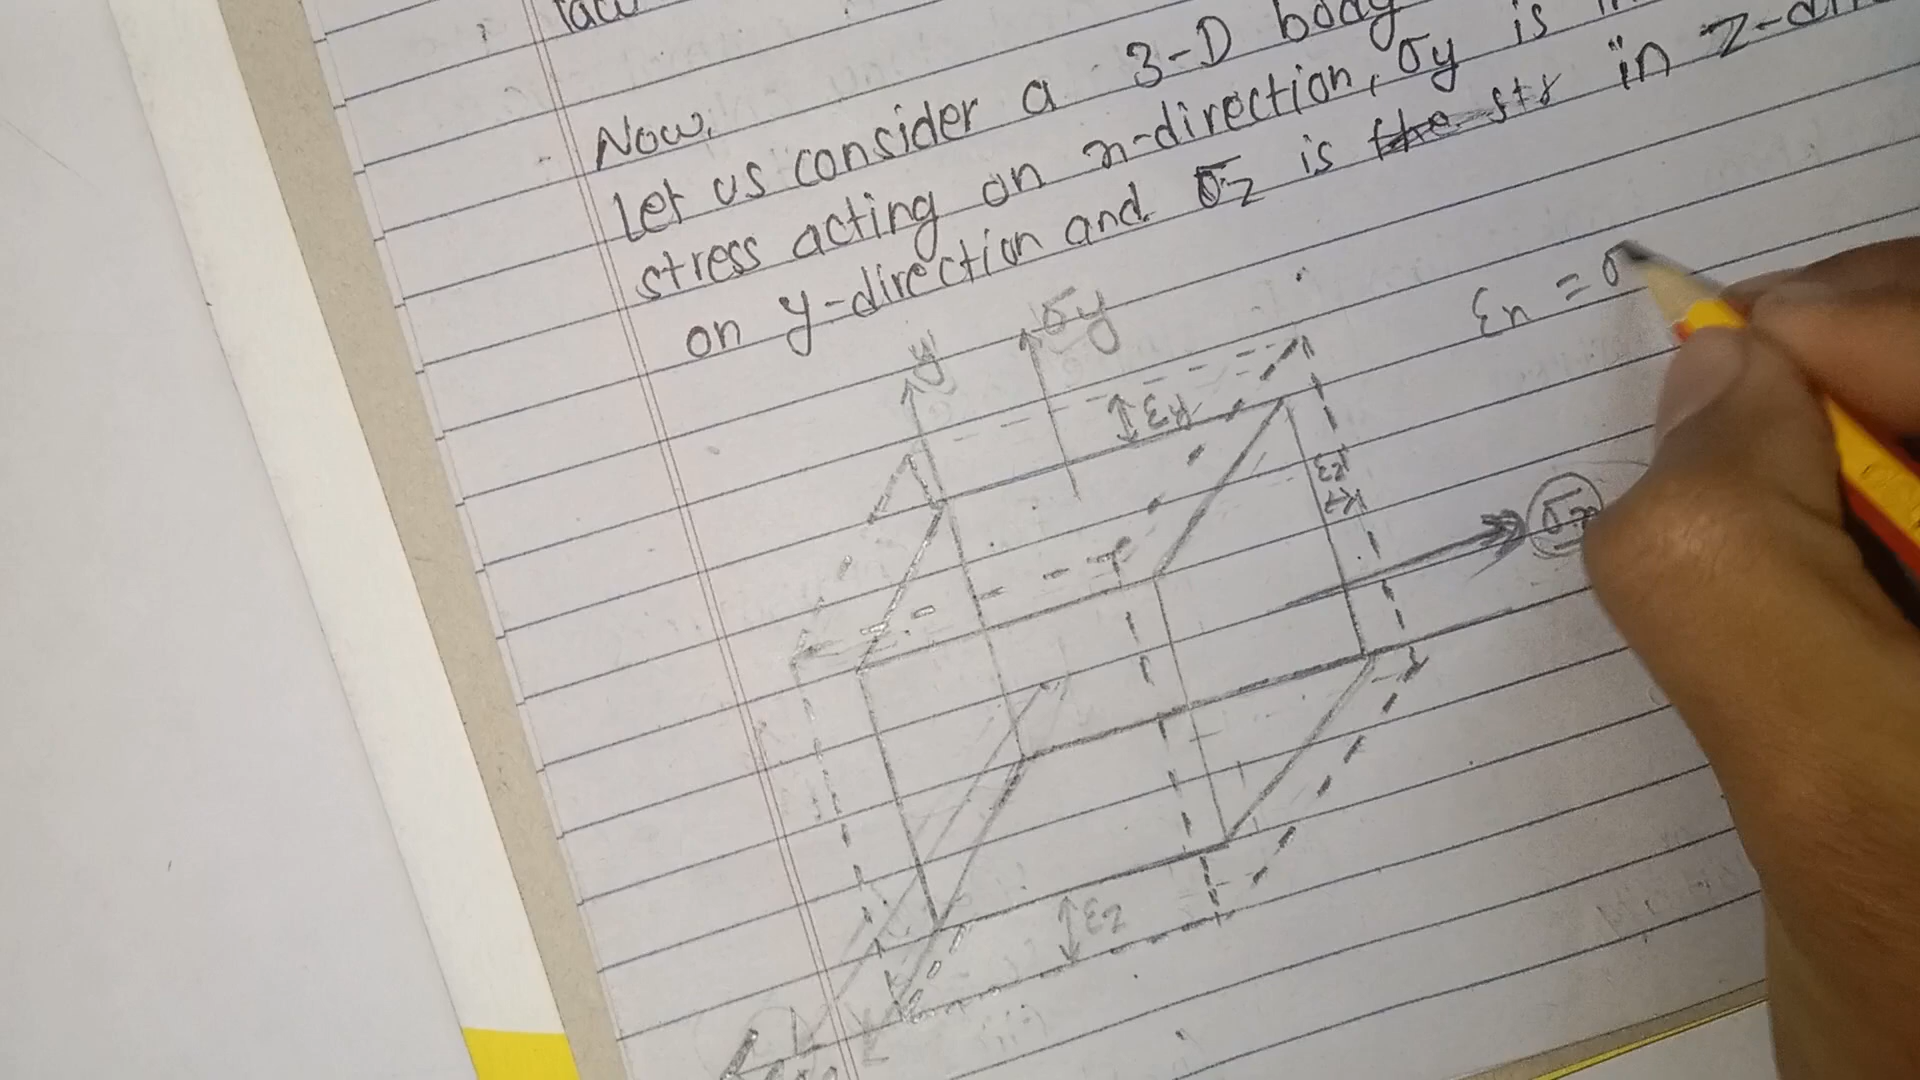 Now,
Let us consider a 3-D body
stress acting on x-direction, σy is
on y-direction and σz is the str in z-di
εx = σ
σy
y
εy
εx
σx
εz